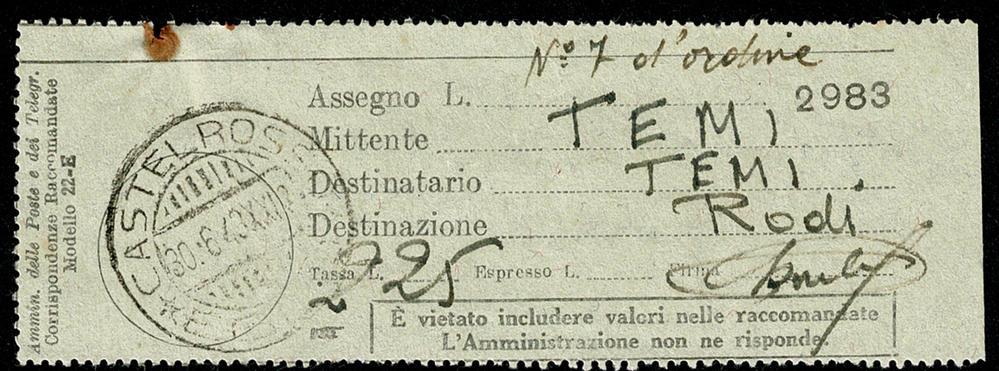 Nº 7 d'ordine
Assegno L. 2983
Mittente TEMI
Destinatario TEMI
Destinazione Rodi
Tassa L. 2.25 Espresso L. Firma
È vietato includere valori nelle raccomandate
L'Amministrazione non ne risponde.
Ammin. delle Poste e dei Telegr.
Corrispondenze Raccomandate
Modello 22-E
CASTELROSSO
30.6.43 XXI